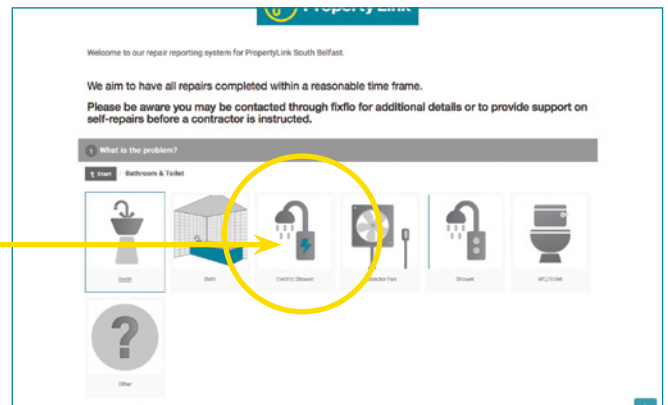 Property Link
Welcome to our repair reporting system for PropertyLink South Belfast.
We aim to have all repairs completed within a reasonable time frame.
Please be aware you may be contacted through fixflo for additional details or to provide support on
self-repairs before a contractor is instructed.
1 What is the problem?
Start Bathroom & Toilet
Basin Bath Electric Shower Extractor Fan Shower WC/Toilet
?
Other